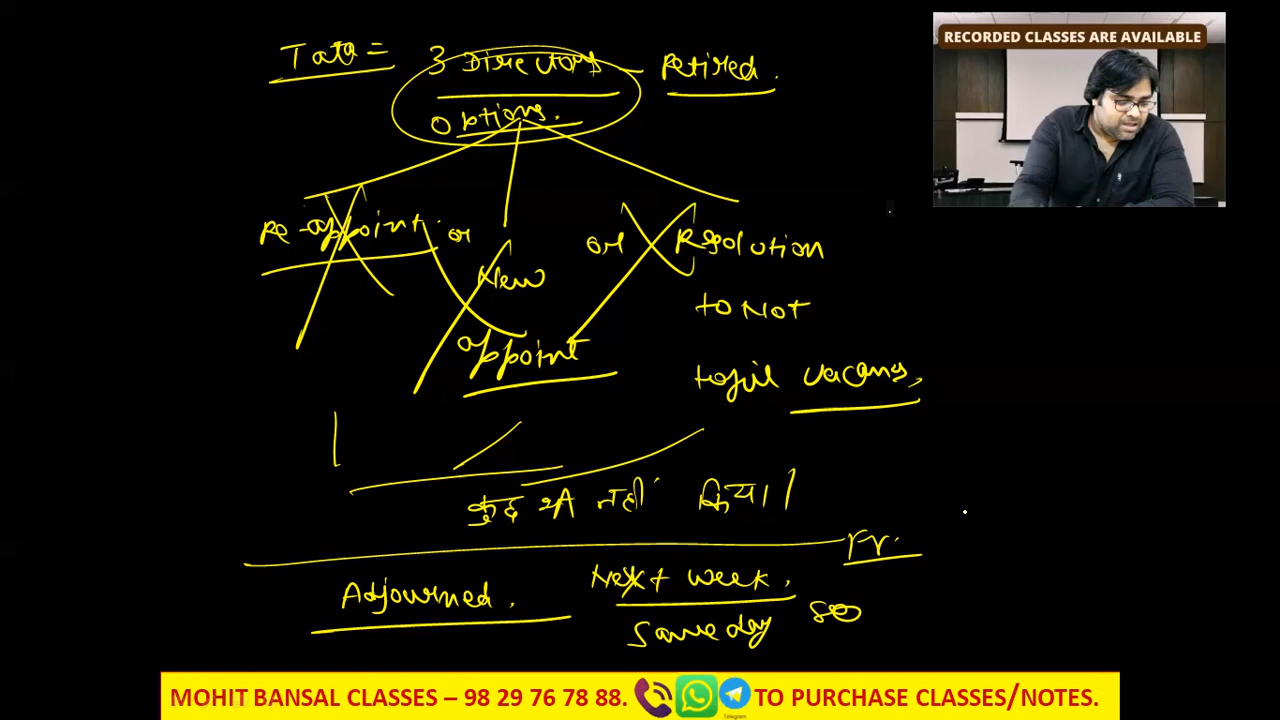 RECORDED CLASSES ARE AVAILABLE
Tata = 3 Directors - retired.
options.
Re-appoint. or
New
appoint
or Resolution
to Not
to fill vacancy,
कुछ भी नहीं किया।
Adjourned. Next week.
same day
MOHIT BANSAL CLASSES – 98 29 76 78 88. TO PURCHASE CLASSES/NOTES.
Telegram